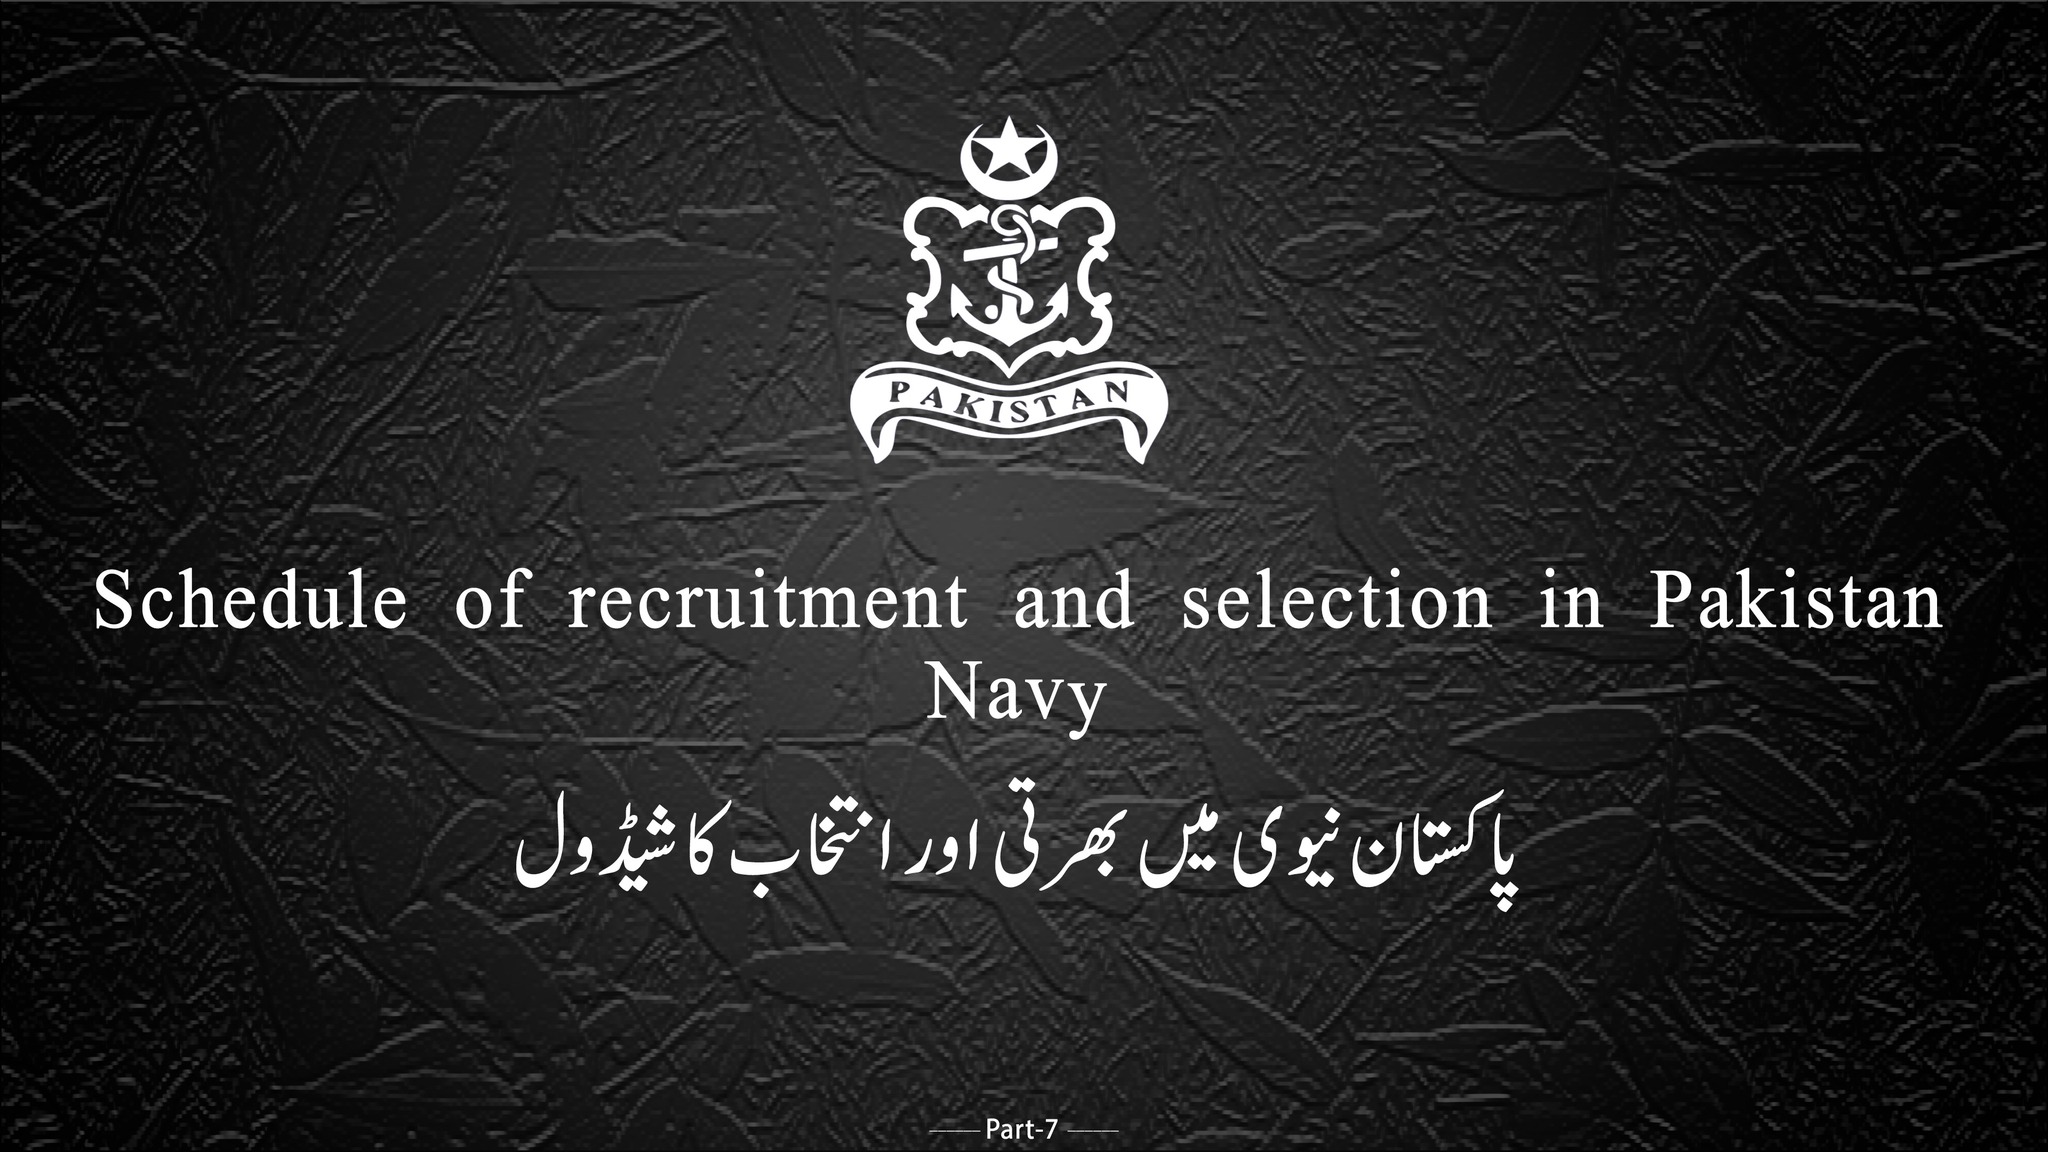 PAKISTAN
Schedule of recruitment and selection in Pakistan
Navy
پاکستان نیوی میں بھرتی اور انتخاب کا شیڈول
Part-7